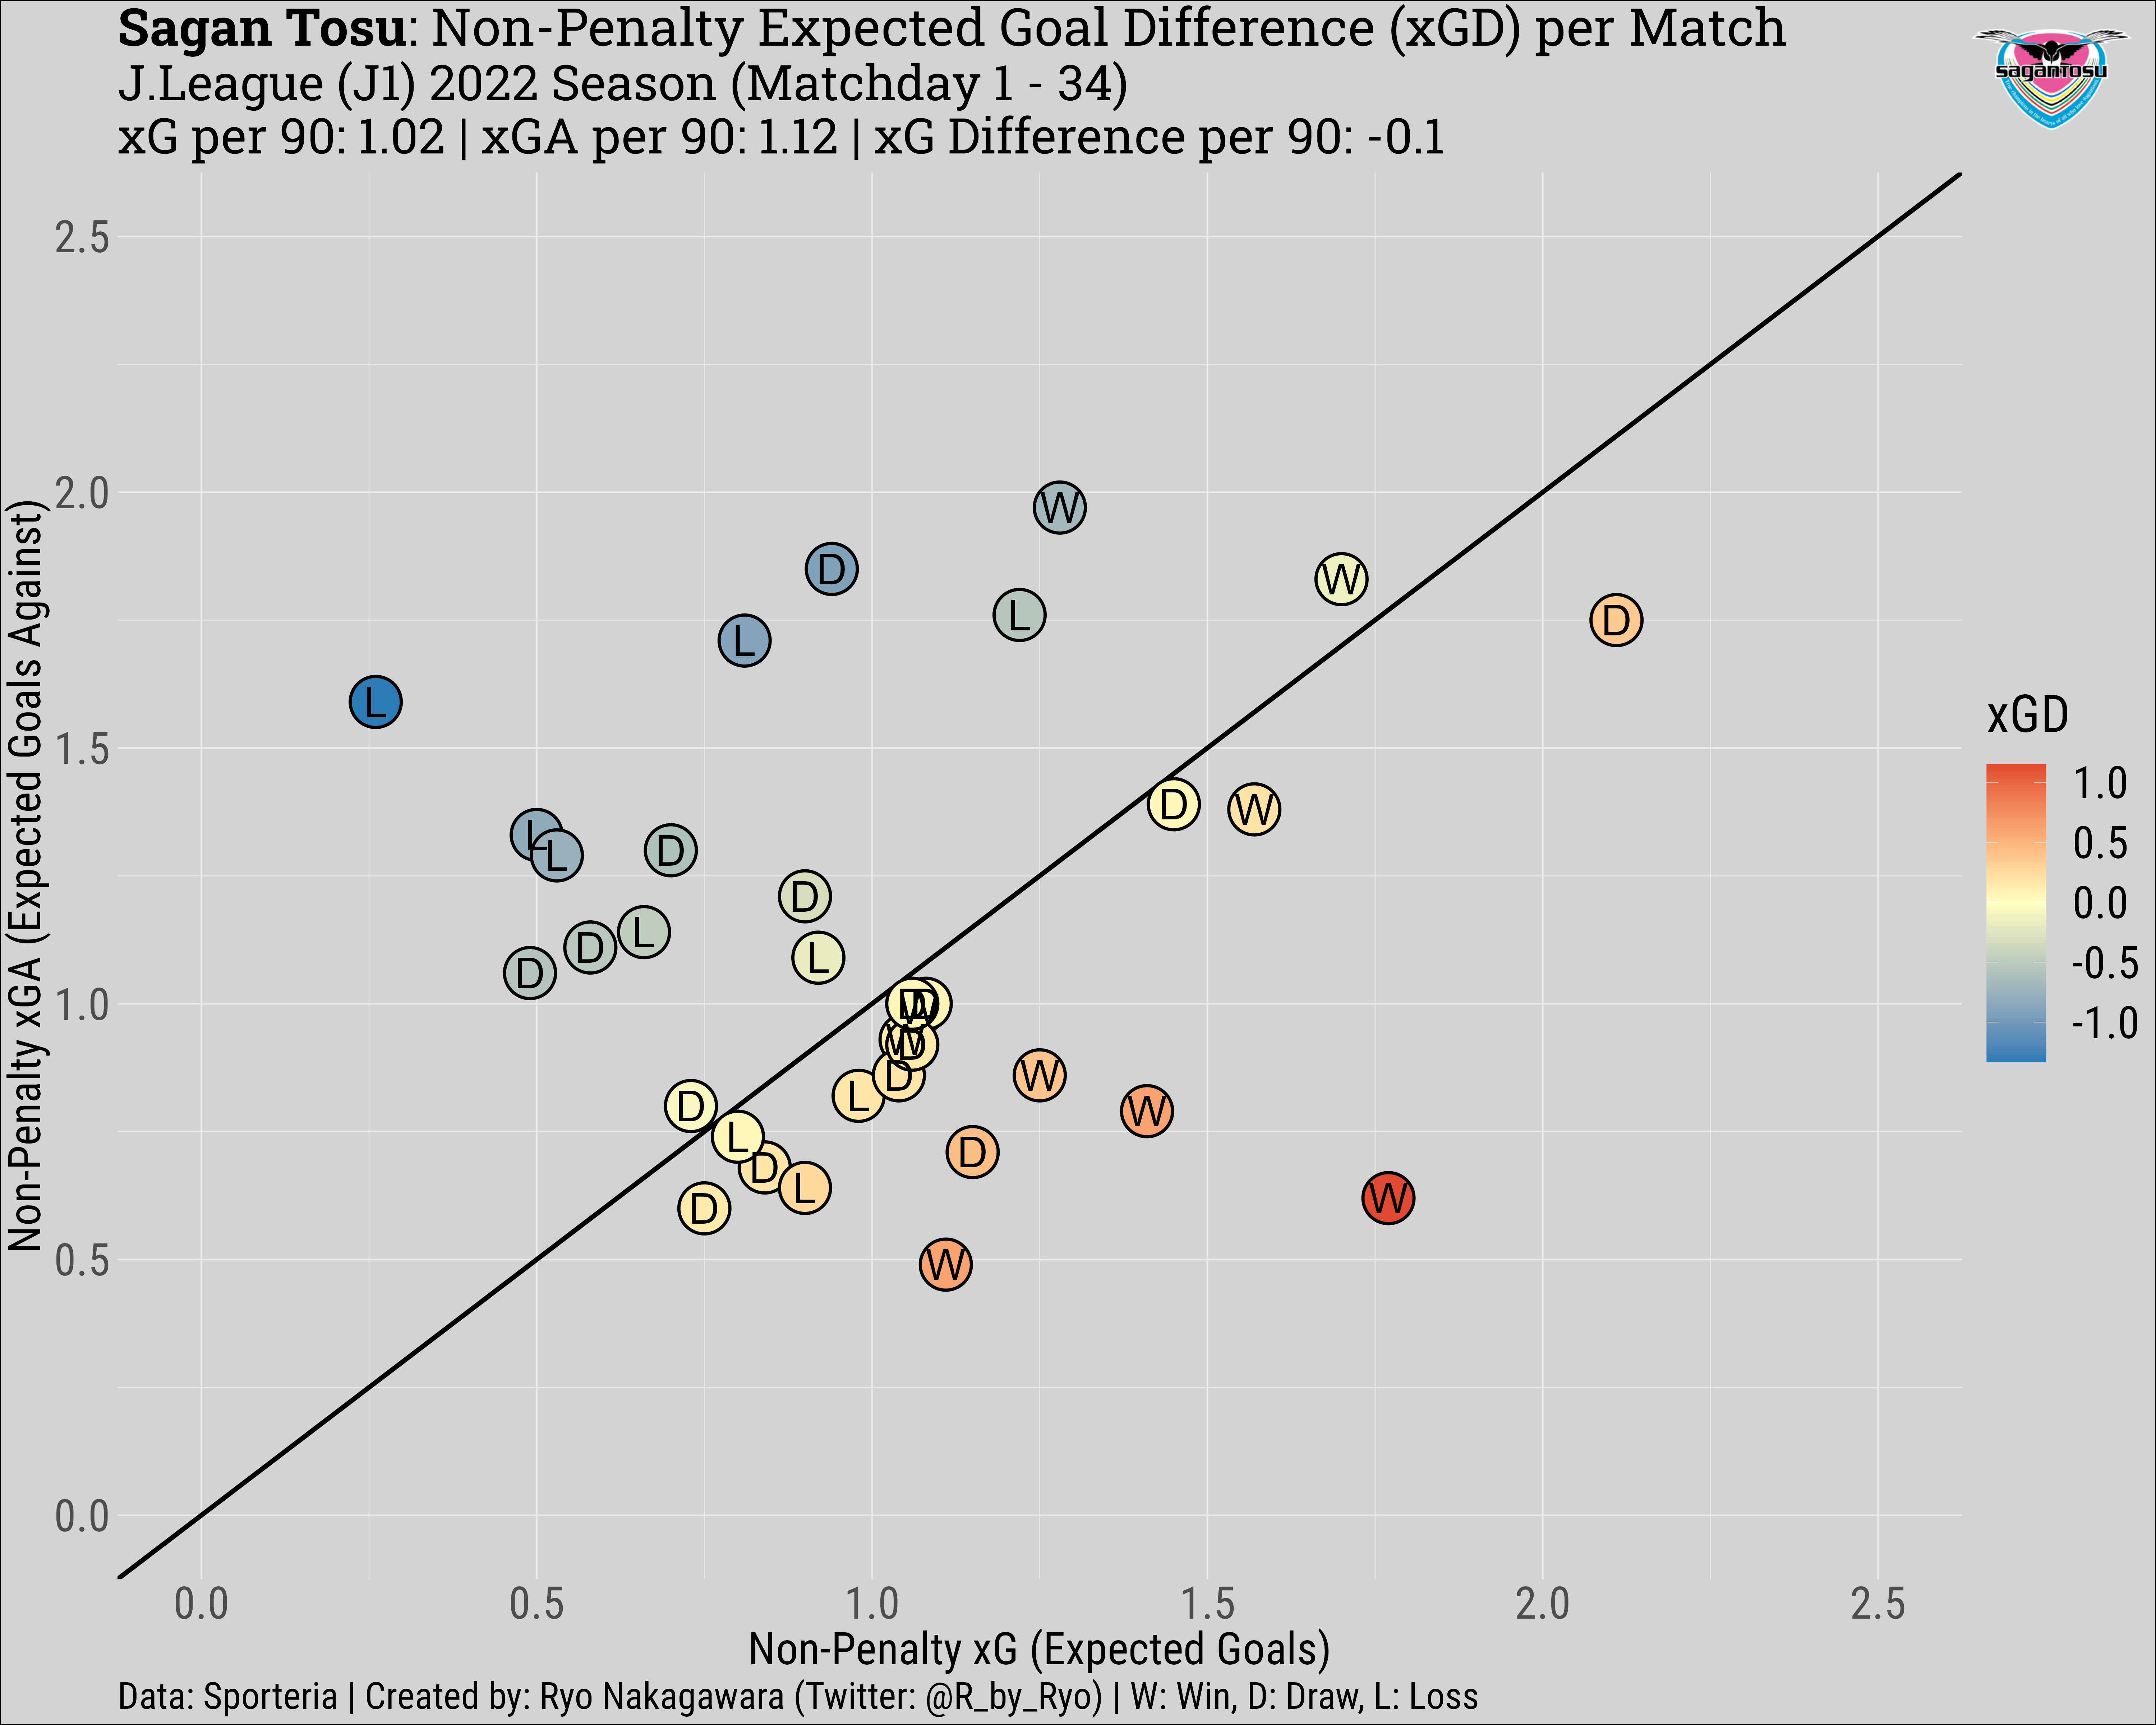 Sagan Tosu: Non-Penalty Expected Goal Difference (xGD) per Match
J.League (J1) 2022 Season (Matchday 1 - 34)
xG per 90: 1.02 | xGA per 90: 1.12 | xG Difference per 90: -0.1
sagantosu
2.5
2.0
1.5
1.0
0.5
0.0
Non-Penalty xGA (Expected Goals Against)
W
D
W
L
D
L
L
D
W
L
L
D
D
L
D
L
D
D
W
D
W
D
D
L
W
D
W
L
D
D
L
W
W
xGD
1.0
0.5
0.0
-0.5
-1.0
0.0
0.5
1.0
1.5
2.0
2.5
Non-Penalty xG (Expected Goals)
Data: Sporteria | Created by: Ryo Nakagawara (Twitter: @R_by_Ryo) | W: Win, D: Draw, L: Loss